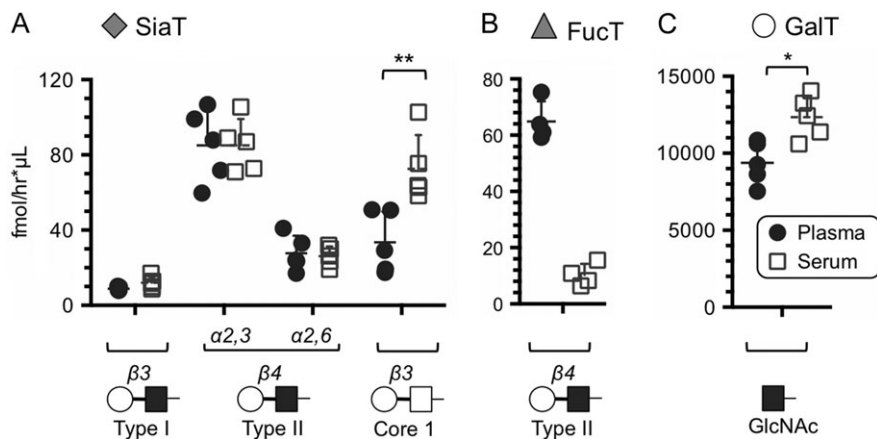 A SiaT
B FucT
C GalT
fmol/hr*µL
120
80
40
0
**
80
60
40
20
0
*
15000
10000
5000
0
Plasma
Serum
α2,3 α2,6
β3 β4 β3 β4
Type I Type II Core 1 Type II GlcNAc